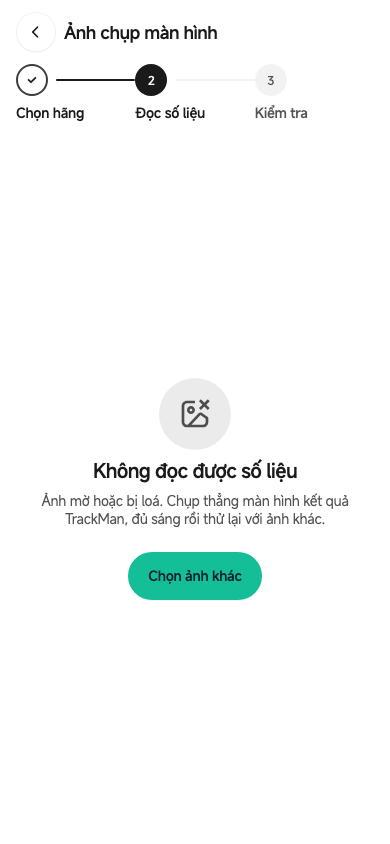 Ảnh chụp màn hình
2
3
Chọn hãng
Đọc số liệu
Kiểm tra
Không đọc được số liệu
Ảnh mờ hoặc bị loá. Chụp thẳng màn hình kết quả
TrackMan, đủ sáng rồi thử lại với ảnh khác.
Chọn ảnh khác